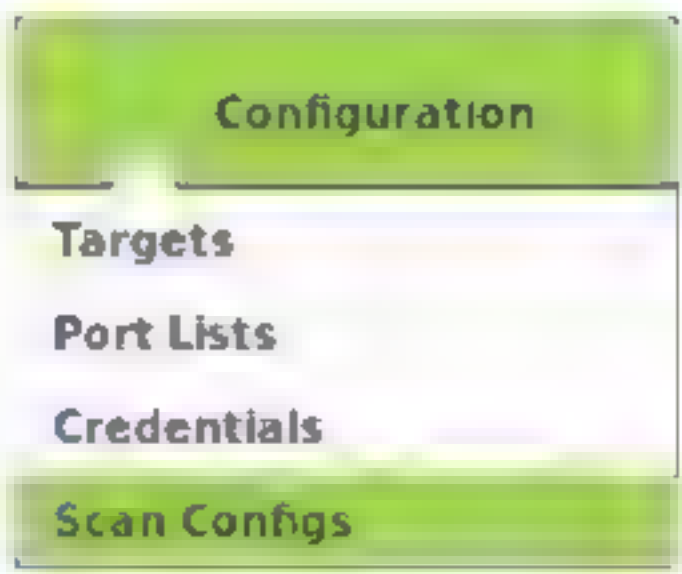 Configuration
Targets
Port Lists
Credentials
Scan Configs